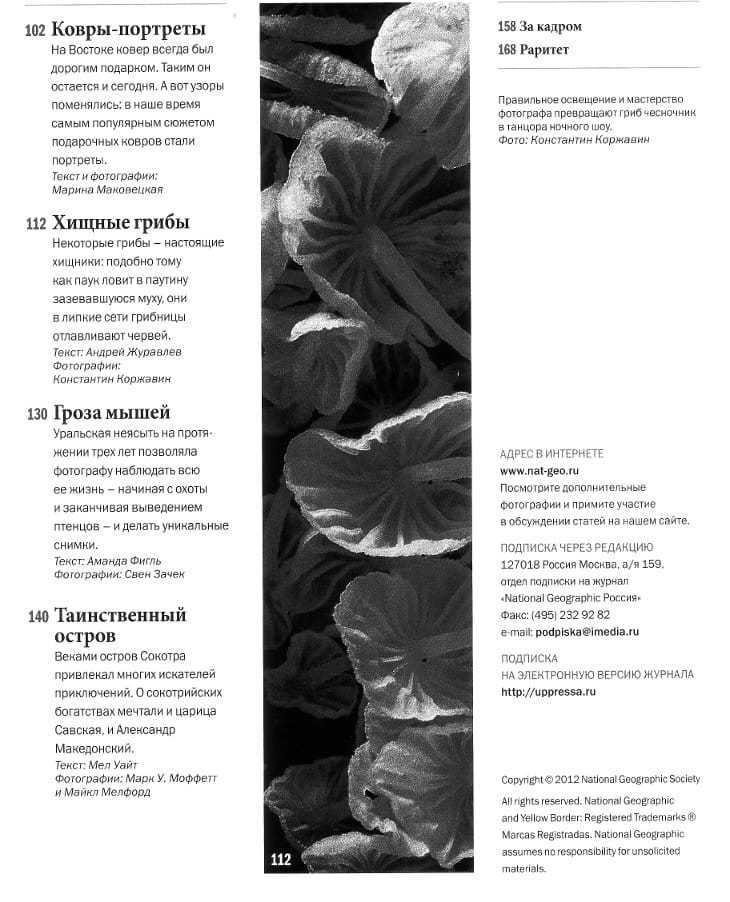 102 Ковры-портреты
На Востоке ковер всегда был
дорогим подарком. Таким он
остается и сегодня. А вот узоры
поменялись: в наше время
самым популярным сюжетом
подарочных ковров стали
портреты.
Текст и фотографии:
Марина Маковецкая
112 Хищные грибы
Некоторые грибы – настоящие
хищники: подобно тому
как паук ловит в паутину
зазевавшуюся муху, они
в липкие сети грибницы
отлавливают червей.
Текст: Андрей Журавлев
Фотографии:
Константин Коржавин
130 Гроза мышей
Уральская неясыть на протя-
жении трех лет позволяла
фотографу наблюдать всю
ее жизнь – начиная с охоты
и заканчивая выведением
птенцов – и делать уникальные
снимки.
Текст: Аманда Фигль
Фотографии: Свен Зачек
140 Таинственный
остров
Веками остров Сокотра
привлекал многих искателей
приключений. О сокотрийских
богатствах мечтали и царица
Савская, и Александр
Македонский.
Текст: Мел Уайт
Фотографии: Марк У. Моффетт
и Майкл Мелфорд
112
158 За кадром
168 Раритет
Правильное освещение и мастерство
фотографа превращают гриб чесночник
в танцора ночного шоу.
Фото: Константин Коржавин
АДРЕС В ИНТЕРНЕТЕ
www.nat-geo.ru
Посмотрите дополнительные
фотографии и примите участие
в обсуждении статей на нашем сайте.
ПОДПИСКА ЧЕРЕЗ РЕДАКЦИЮ
127018 Россия Москва, а/я 159,
отдел подписки на журнал
«National Geographic Россия»
Факс: (495) 232 92 82
e-mail: podpiska@imedia.ru
ПОДПИСКА
НА ЭЛЕКТРОННУЮ ВЕРСИЮ ЖУРНАЛА
http://uppressa.ru
Copyright © 2012 National Geographic Society
All rights reserved. National Geographic
and Yellow Border: Registered Trademarks ®
Marcas Registradas. National Geographic
assumes no responsibility for unsolicited
materials.